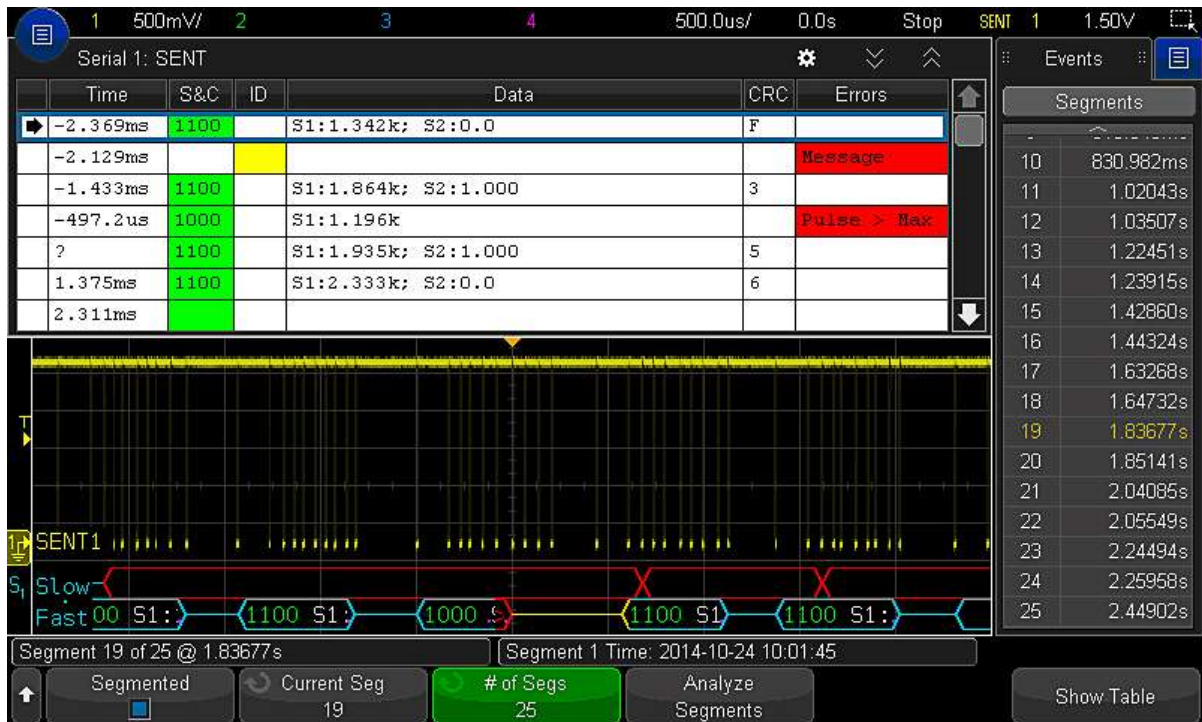 1 500mV/ 2 3 4 500.0us/ 0.0s Stop SENT 1 1.50V
Serial 1: SENT
Time S&C ID Data CRC Errors
-2.369ms 1100 S1:1.342k; S2:0.0 F
-2.129ms Message
-1.433ms 1100 S1:1.864k; S2:1.000 3
-497.2us 1000 S1:1.196k Pulse > Max
? 1100 S1:1.935k; S2:1.000 5
1.375ms 1100 S1:2.333k; S2:0.0 6
2.311ms
Events
Segments
10 830.982ms
11 1.02043s
12 1.03507s
13 1.22451s
14 1.23915s
15 1.42860s
16 1.44324s
17 1.63268s
18 1.64732s
19 1.83677s
20 1.85141s
21 2.04085s
22 2.05549s
23 2.24494s
24 2.25958s
25 2.44902s
T
SENT1
S1 Slow
Fast 00 S1: 1100 S1: 1000 1100 S1 1100 S1:
Segment 19 of 25 @ 1.83677s Segment 1 Time: 2014-10-24 10:01:45
Segmented
Current Seg
19
# of Segs
25
Analyze
Segments
Show Table